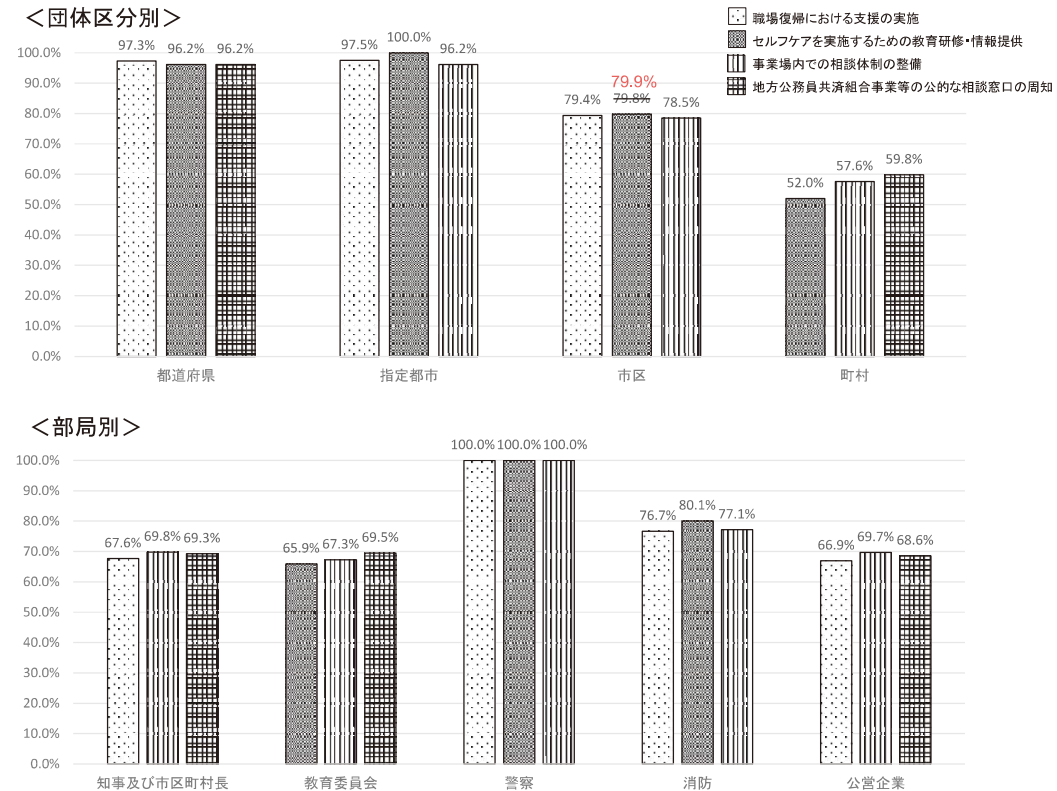 ＜団体区分別＞
職場復帰における支援の実施
セルフケアを実施するための教育研修・情報提供
事業場内での相談体制の整備
地方公務員共済組合事業等の公的な相談窓口の周知
100.0%
90.0%
80.0%
70.0%
60.0%
50.0%
40.0%
30.0%
20.0%
10.0%
0.0%
97.3% 96.2% 96.2%
97.5% 100.0% 96.2%
79.9%
79.4% 79.8% 78.5%
52.0% 57.6% 59.8%
都道府県 指定都市 市区 町村
＜部局別＞
100.0%
90.0%
80.0%
70.0%
60.0%
50.0%
40.0%
30.0%
20.0%
10.0%
0.0%
67.6% 69.8% 69.3%
65.9% 67.3% 69.5%
100.0% 100.0% 100.0%
76.7% 80.1% 77.1%
66.9% 69.7% 68.6%
知事及び市区町村長 教育委員会 警察 消防 公営企業